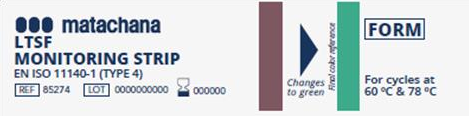 matachana
LTSF
MONITORING STRIP
EN ISO 11140-1 (TYPE 4)
REF 85274 LOT 0000000000 000000
Changes
to green
Final color reference
FORM
For cycles at
60 ºC & 78 ºC